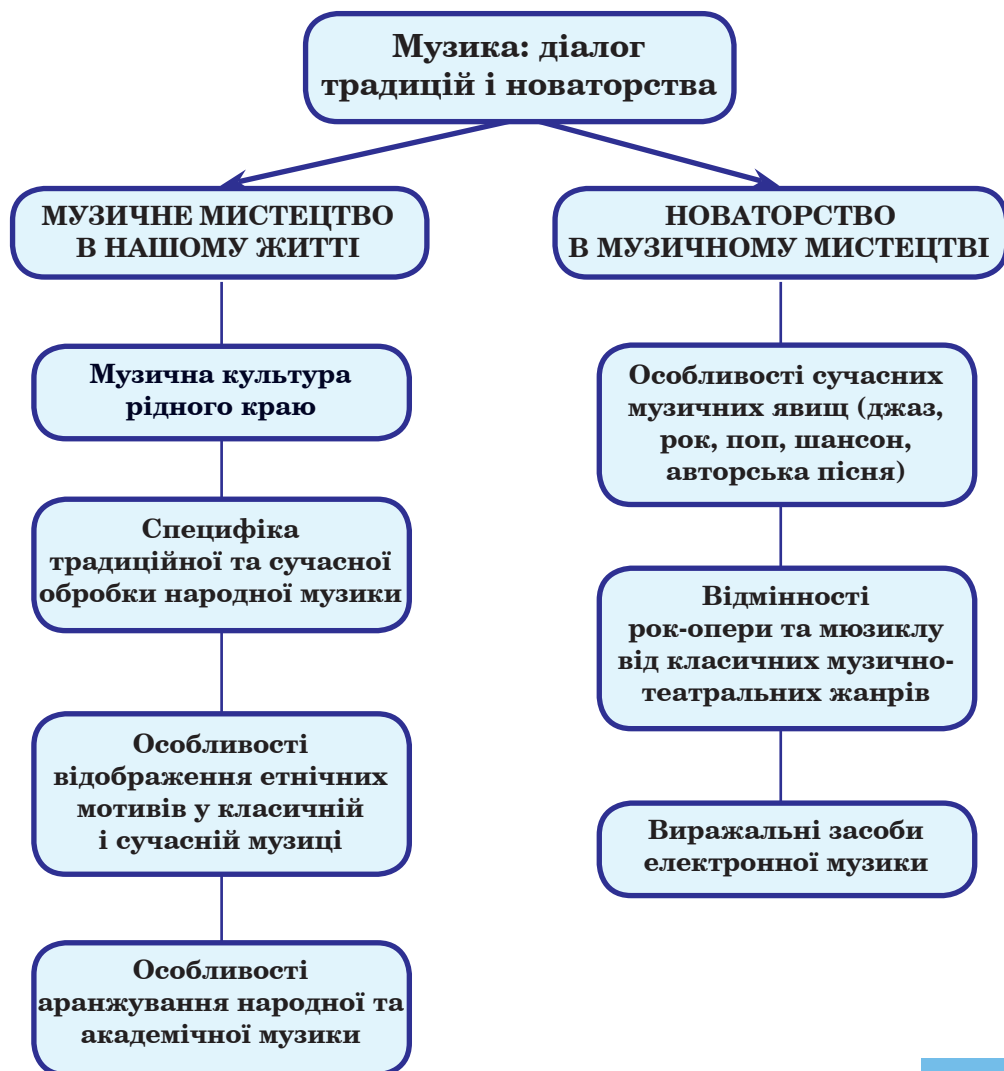 Музика: діалог
традицій і новаторства
МУЗИЧНЕ МИСТЕЦТВО
В НАШОМУ ЖИТТІ
Музична культура
рідного краю
Специфіка
традиційної та сучасної
обробки народної музики
Особливості
відображення етнічних
мотивів у класичній
і сучасній музиці
Особливості
аранжування народної та
академічної музики
НОВАТОРСТВО
В МУЗИЧНОМУ МИСТЕЦТВІ
Особливості сучасних
музичних явищ (джаз,
рок, поп, шансон,
авторська пісня)
Відмінності
рок-опери та мюзиклу
від класичних музично-
театральних жанрів
Виражальні засоби
електронної музики